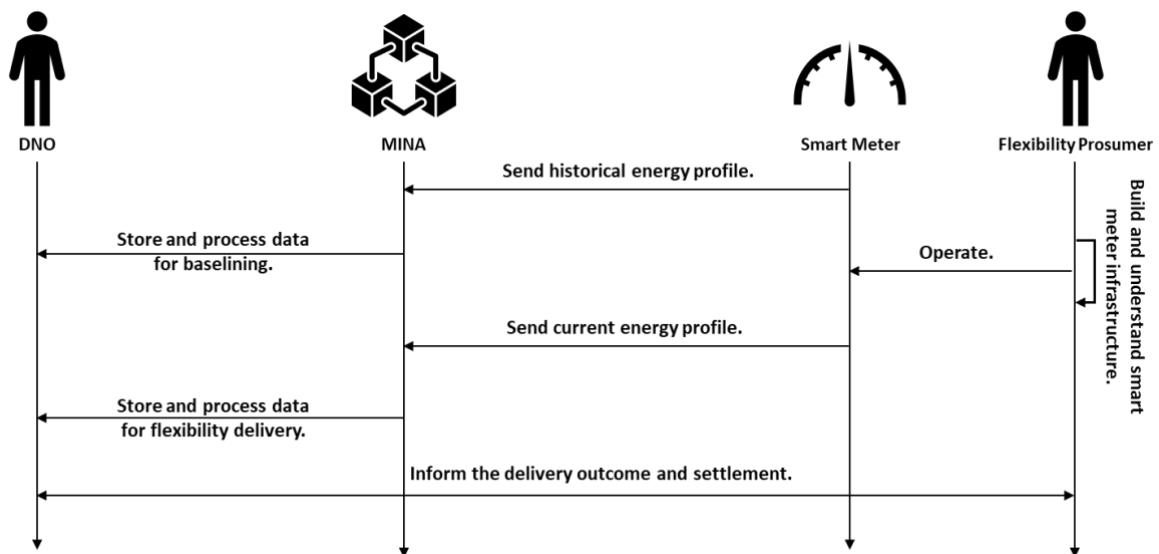 DNO
MINA
Smart Meter
Flexibility Prosumer
Send historical energy profile.
Build and understand smart
meter infrastructure.
Store and process data
for baselining.
Operate.
Send current energy profile.
Store and process data
for flexibility delivery.
Inform the delivery outcome and settlement.